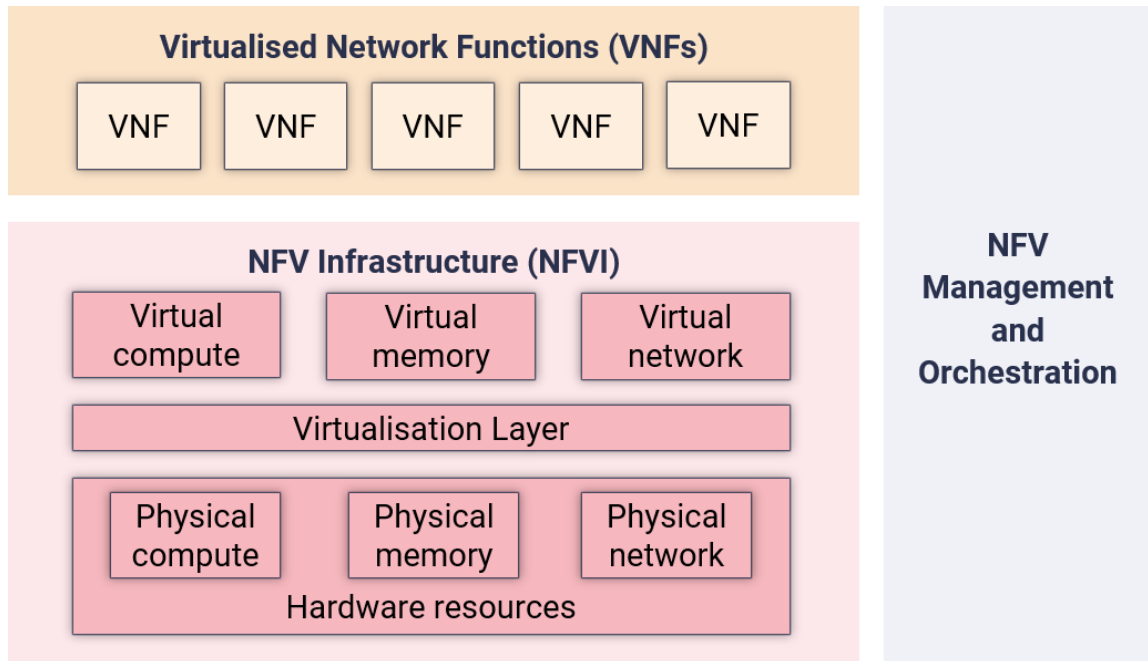 Virtualised Network Functions (VNFs)
VNF
VNF
VNF
VNF
VNF
NFV Infrastructure (NFVI)
Virtual
compute
Virtual
memory
Virtual
network
Virtualisation Layer
Physical
compute
Physical
memory
Physical
network
Hardware resources
NFV
Management
and
Orchestration